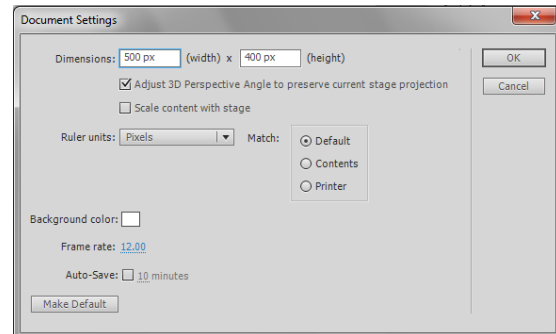 Document Settings
Dimensions: 500 px (width) x 400 px (height)
OK
Adjust 3D Perspective Angle to preserve current stage projection
Cancel
Scale content with stage
Ruler units: Pixels Match: Default
Contents
Printer
Background color:
Frame rate: 12.00
Auto-Save: 10 minutes
Make Default